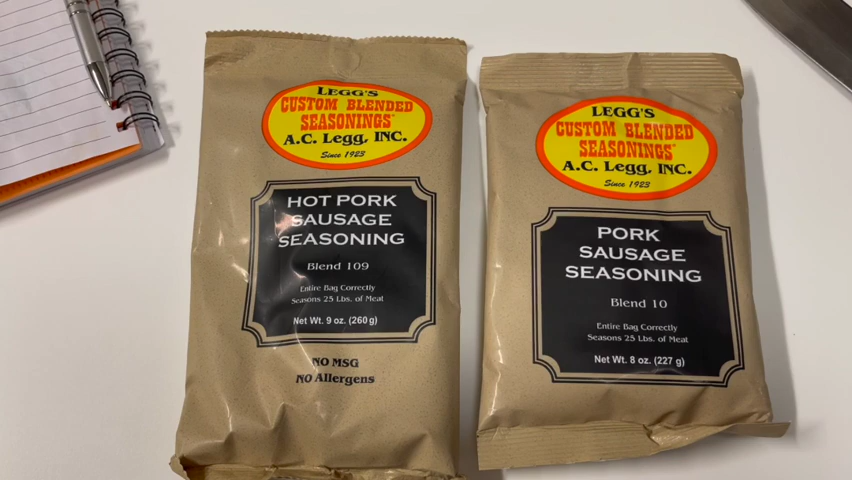 LEGG'S
CUSTOM BLENDED
SEASONINGS
A.C. LEGG, INC.
Since 1923
HOT PORK
SAUSAGE
SEASONING
Blend 109
Entire Bag Correctly
Seasons 25 Lbs. of Meat
Net Wt. 9 oz. (260 g)
NO MSG
NO Allergens
LEGG'S
CUSTOM BLENDED
SEASONINGS
A.C. LEGG, INC.
Since 1923
PORK
SAUSAGE
SEASONING
Blend 10
Entire Bag Correctly
Seasons 25 Lbs. of Meat
Net Wt. 8 oz. (227 g)